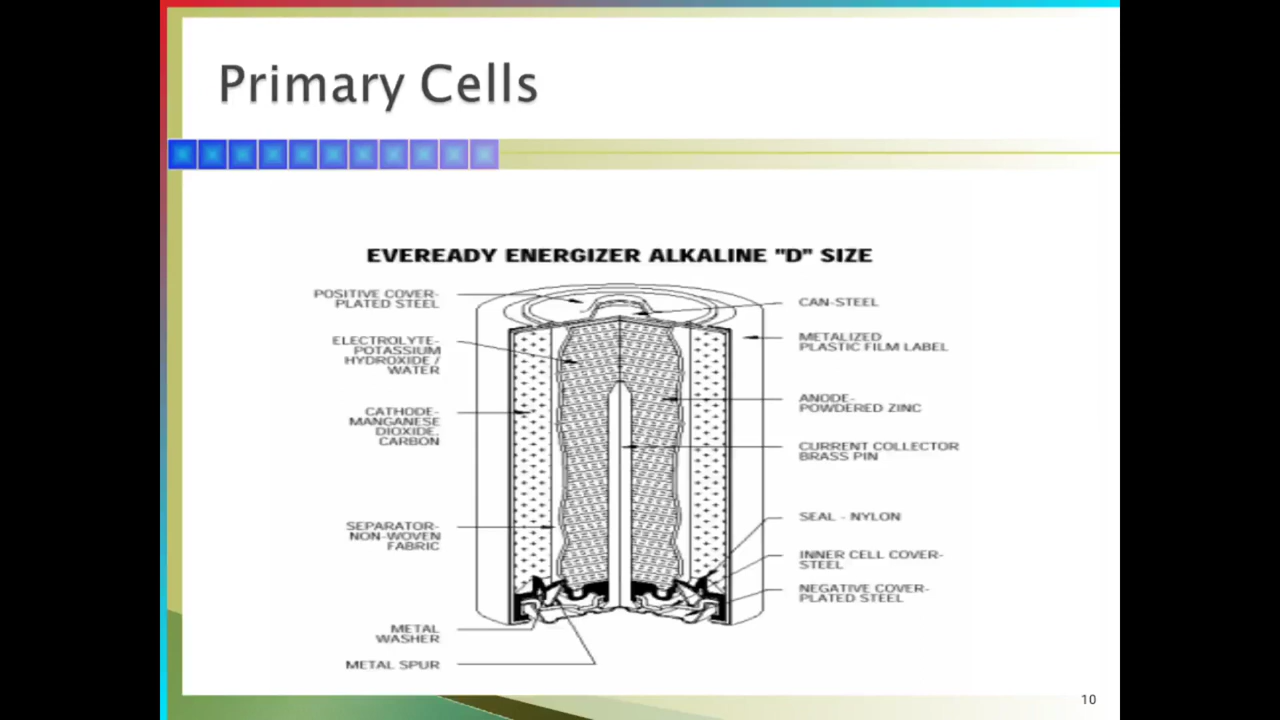 Primary Cells
EVEREADY ENERGIZER ALKALINE "D" SIZE
POSITIVE COVER-
PLATED STEEL
ELECTROLYTE-
POTASSIUM
HYDROXIDE /
WATER
CATHODE-
MANGANESE
DIOXIDE,
CARBON
SEPARATOR-
NON-WOVEN
FABRIC
METAL
WASHER
METAL SPUR
CAN-STEEL
METALIZED
PLASTIC FILM LABEL
ANODE-
POWDERED ZINC
CURRENT COLLECTOR
BRASS PIN
SEAL - NYLON
INNER CELL COVER-
STEEL
NEGATIVE COVER-
PLATED STEEL
10